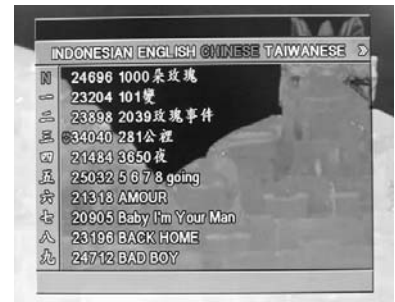 INDONESIAN ENGLISH CHINESE TAIWANESE
N 24696 1000朵玫瑰
一 23204 101變
二 23898 2039玫瑰事件
三 34040 281公裡
四 21484 3650夜
五 25032 5 6 7 8 going
六 21318 AMOUR
七 20905 Baby I'm Your Man
八 23196 BACK HOME
九 24712 BAD BOY